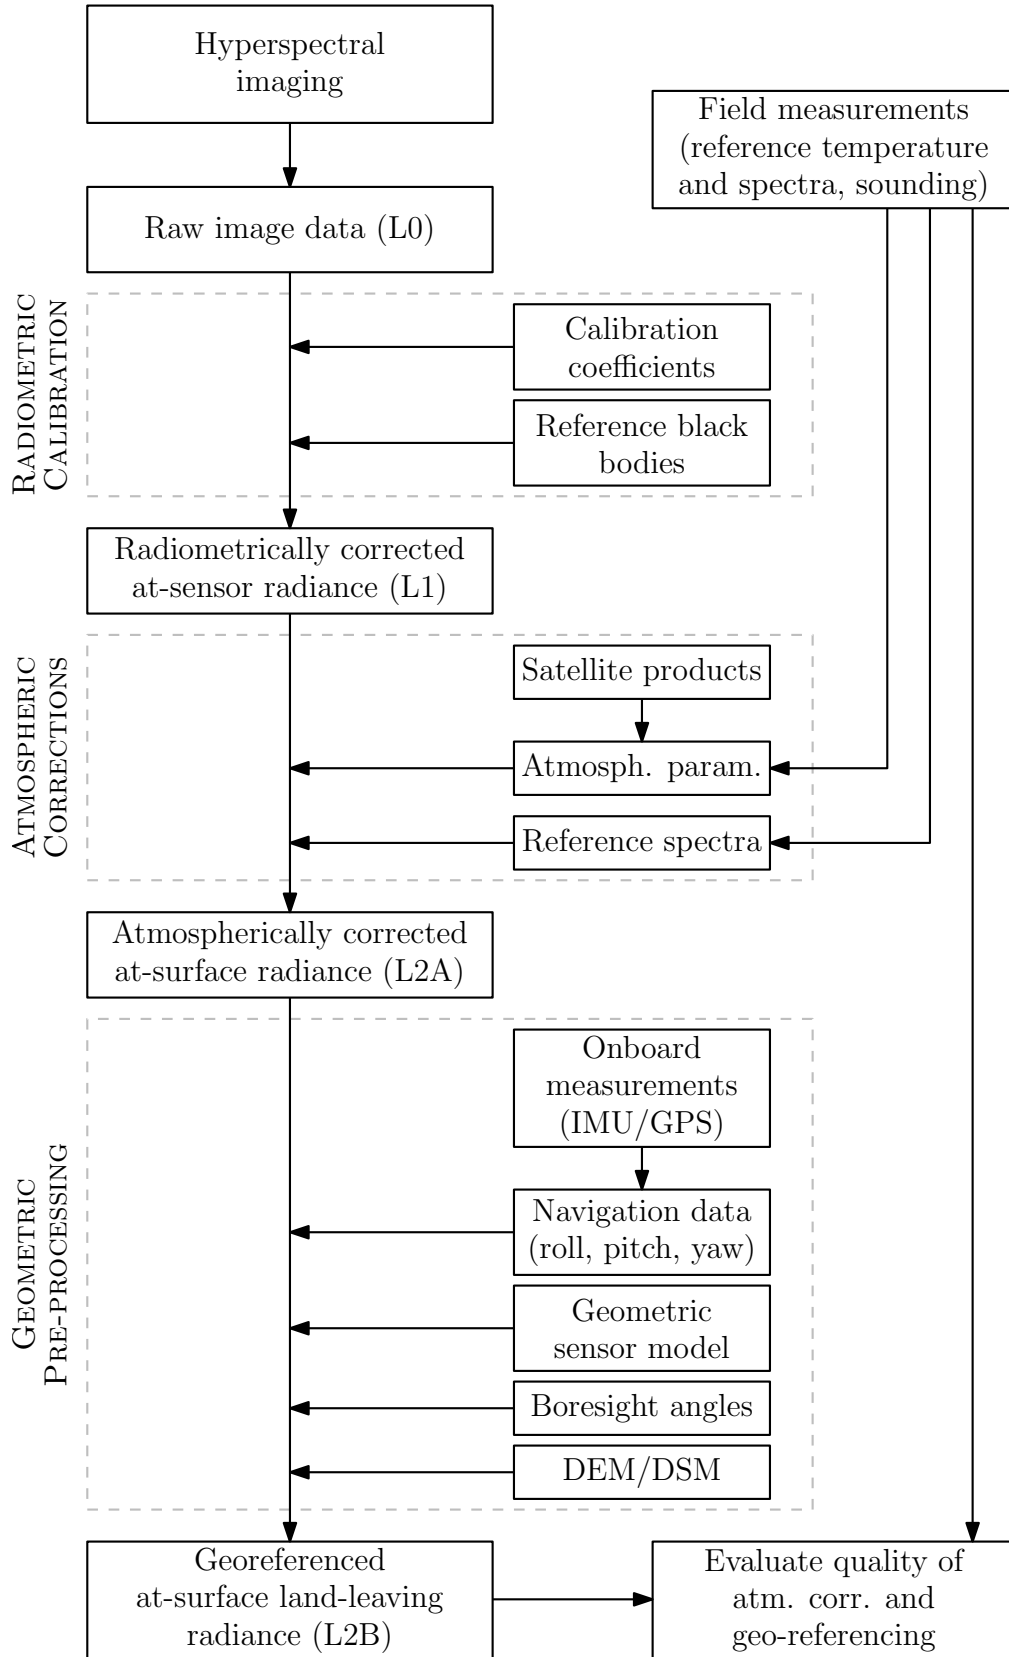 Hyperspectral
imaging
Field measurements
(reference temperature
and spectra, sounding)
Raw image data (L0)
RADIOMETRIC
CALIBRATION
Calibration
coefficients
Reference black
bodies
Radiometrically corrected
at-sensor radiance (L1)
ATMOSPHERIC
CORRECTIONS
Satellite products
Atmosph. param.
Reference spectra
Atmospherically corrected
at-surface radiance (L2A)
GEOMETRIC
PRE-PROCESSING
Onboard
measurements
(IMU/GPS)
Navigation data
(roll, pitch, yaw)
Geometric
sensor model
Boresight angles
DEM/DSM
Georeferenced
at-surface land-leaving
radiance (L2B)
Evaluate quality of
atm. corr. and
geo-referencing